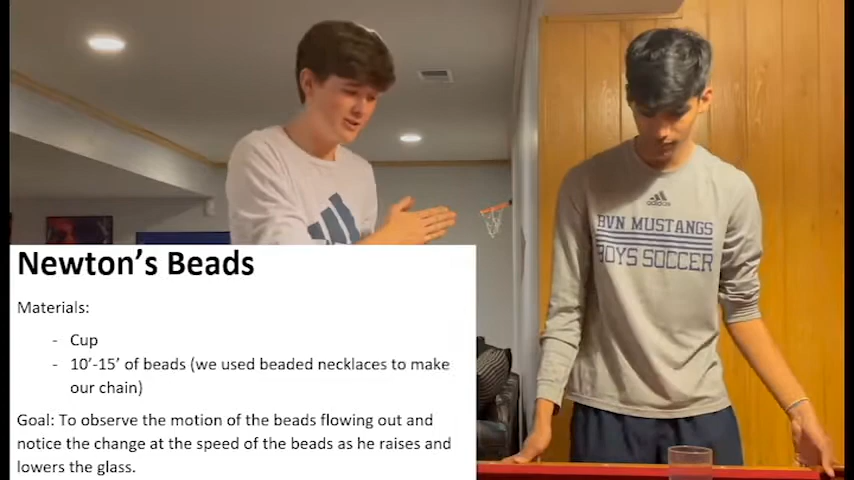 Newton's Beads
Materials:
- Cup
- 10'-15' of beads (we used beaded necklaces to make
our chain)
Goal: To observe the motion of the beads flowing out and
notice the change at the speed of the beads as he raises and
lowers the glass.
adidas
BVN MUSTANGS
BOYS SOCCER